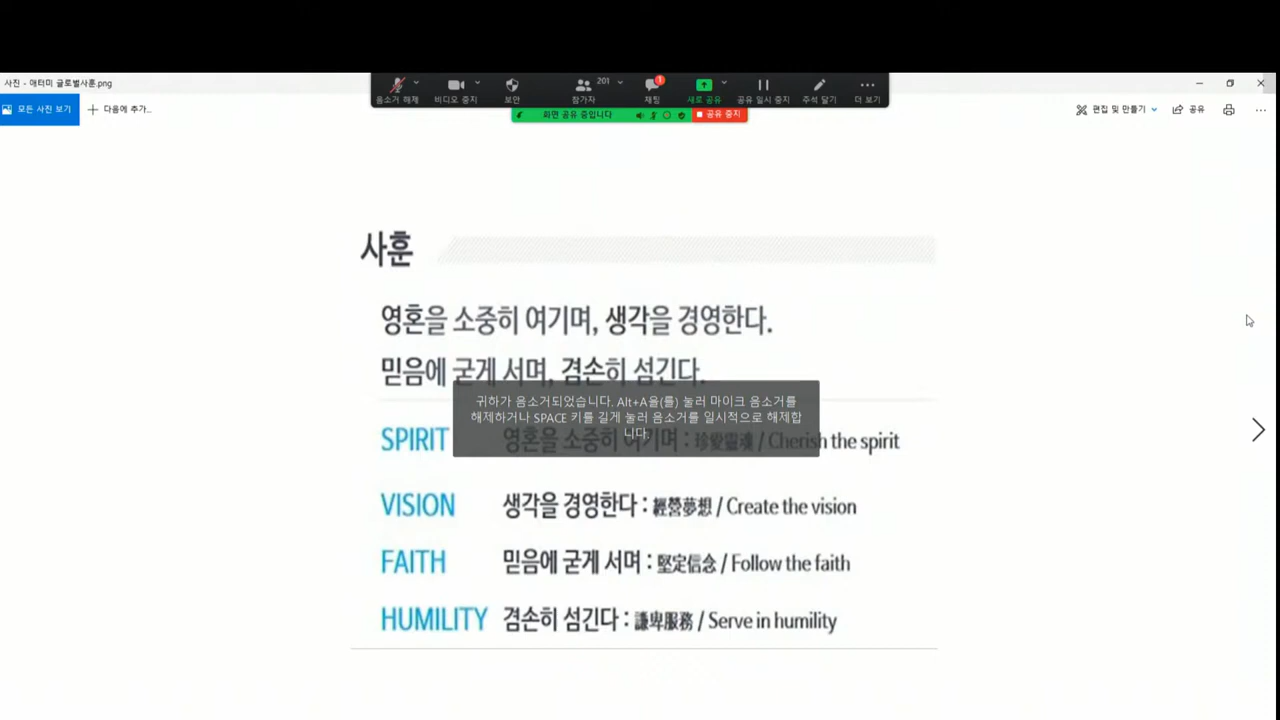 사진 - 애터미 글로벌사훈.png
음소거 해제
비디오 중지
보안
201
참가자
1
채팅
새로 공유
공유 일시 중지
주석 달기
더 보기
모든 사진 보기
다음에 추가...
화면 공유 중입니다
공유 중지
편집 및 만들기
공유
사훈
영혼을 소중히 여기며, 생각을 경영한다.
믿음에 굳게 서며, 겸손히 섬긴다.
귀하가 음소거되었습니다. Alt+A을(를) 눌러 마이크 음소거를
해제하거나 SPACE 키를 길게 눌러 음소거를 일시적으로 해제합
니다.
SPIRIT 영혼을 소중히 여기며 : 珍愛靈魂 / Cherish the spirit
VISION 생각을 경영한다 : 經營夢想 / Create the vision
FAITH 믿음에 굳게 서며 : 堅定信念 / Follow the faith
HUMILITY 겸손히 섬긴다 : 謙卑服務 / Serve in humility